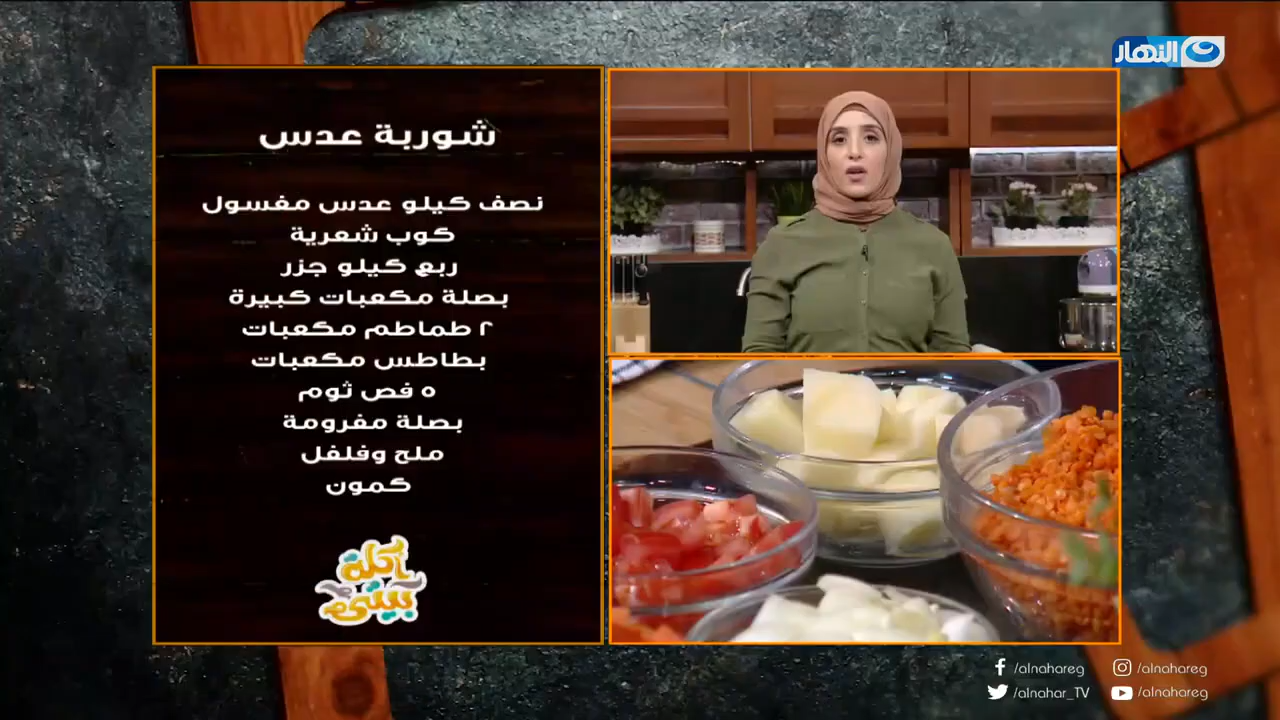 النهار
شوربة عدس
نصف كيلو عدس مغسول
كوب شعرية
ربع كيلو جزر
بصلة مكعبات كبيرة
٢ طماطم مكعبات
بطاطس مكعبات
٥ فص ثوم
بصلة مفرومة
ملح وفلفل
كمون
أكلة
بيتي
/alnahareg
/alnahareg
/alnahar_TV
/alnahareg